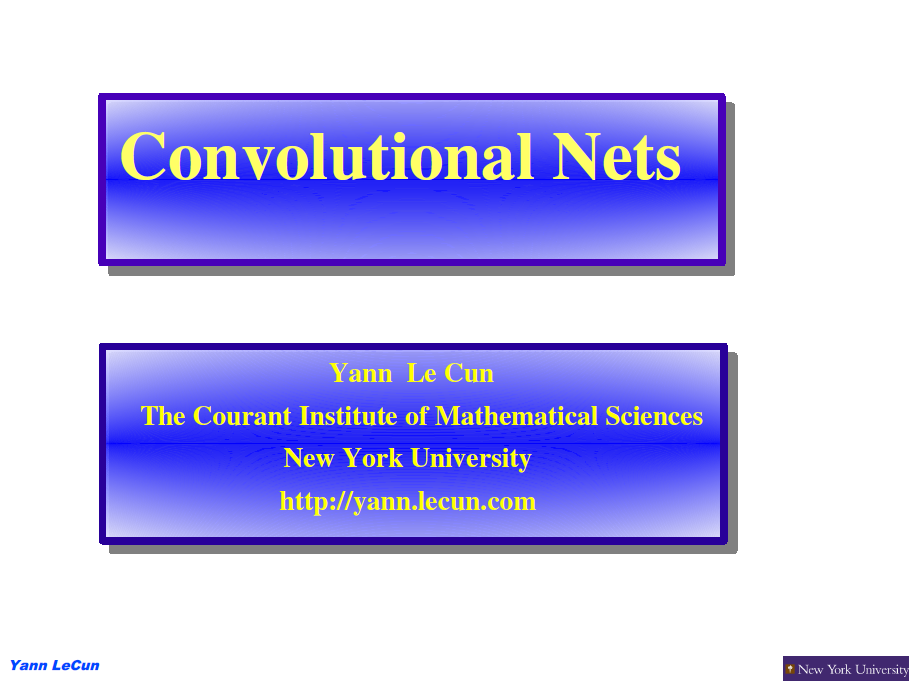 Convolutional Nets
Yann Le Cun
The Courant Institute of Mathematical Sciences
New York University
http://yann.lecun.com
Yann LeCun
New York University